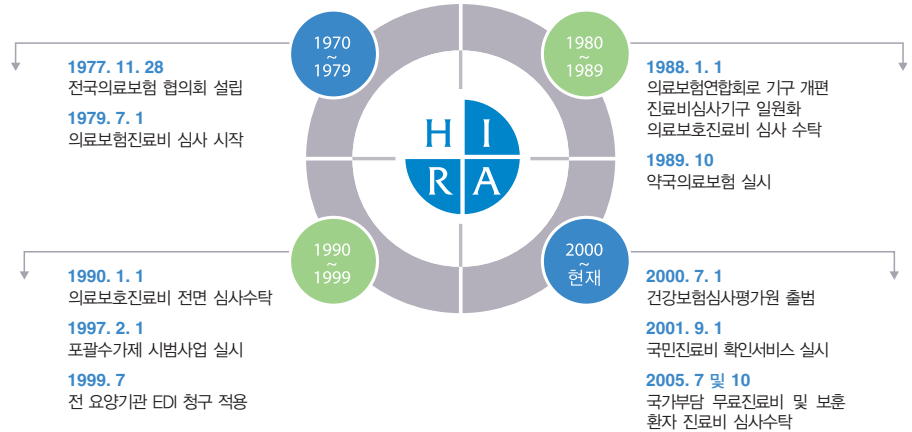 1970
~
1979
1977. 11. 28
전국의료보험 협의회 설립
1979. 7. 1
의료보험진료비 심사 시작
1980
~
1989
1988. 1. 1
의료보험연합회로 기구 개편
진료비심사기구 일원화
의료보호진료비 심사 수탁
1989. 10
약국의료보험 실시
H I
R A
1990
~
1999
1990. 1. 1
의료보호진료비 전면 심사수탁
1997. 2. 1
포괄수가제 시범사업 실시
1999. 7
전 요양기관 EDI 청구 적용
2000
~
현재
2000. 7. 1
건강보험심사평가원 출범
2001. 9. 1
국민진료비 확인서비스 실시
2005. 7 및 10
국가부담 무료진료비 및 보훈
환자 진료비 심사수탁